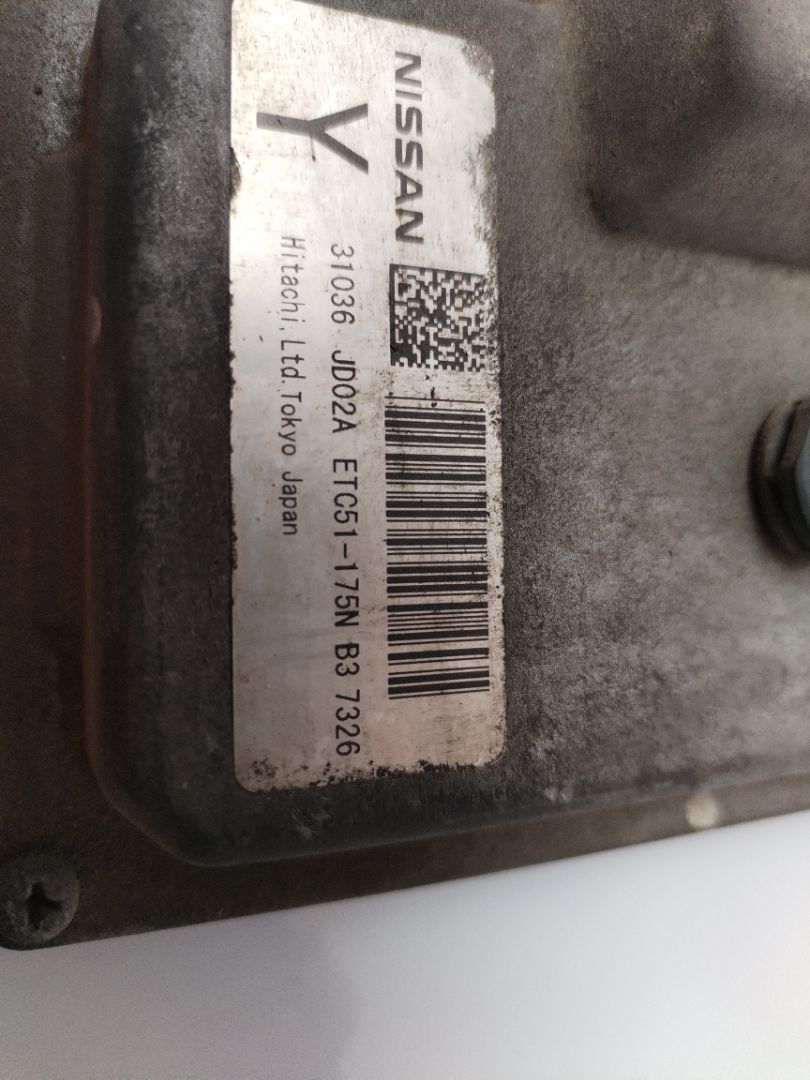 NISSAN
Y
31036 JD02A ETC51-175N B3 7326
Hitachi, Ltd. Tokyo Japan